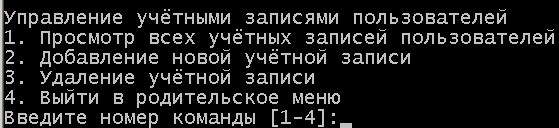 Управление учётными записями пользователей
1. Просмотр всех учётных записей пользователей
2. Добавление новой учётной записи
3. Удаление учётной записи
4. Выйти в родительское меню
Введите номер команды [1-4]:_